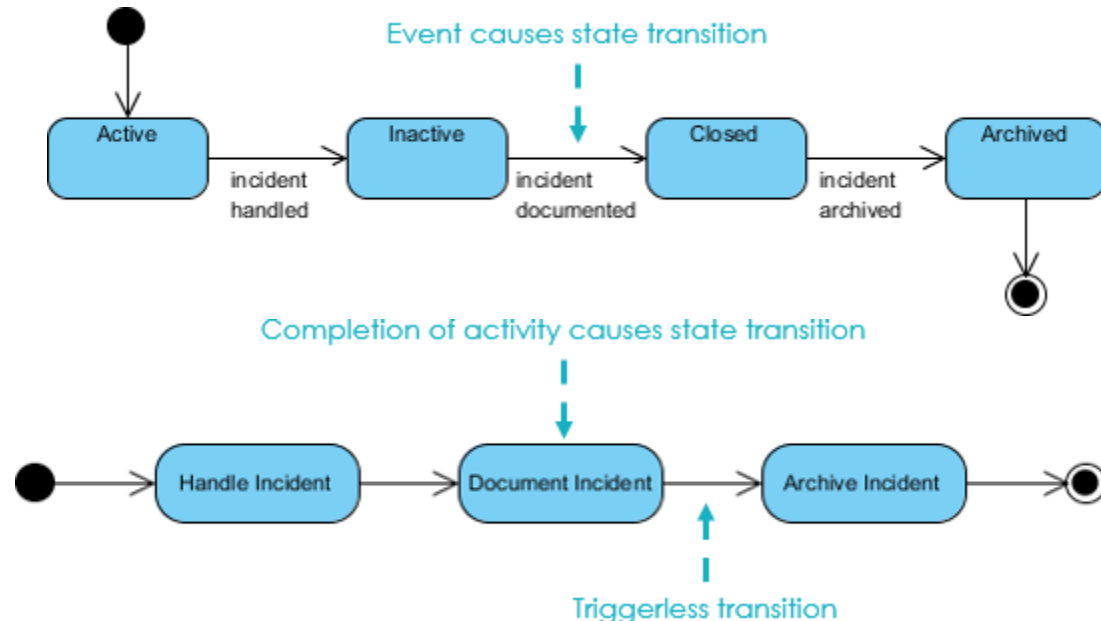 Event causes state transition
Active
Inactive
Closed
Archived
incident
handled
incident
documented
incident
archived
Completion of activity causes state transition
Handle Incident
Document Incident
Archive Incident
Triggerless transition